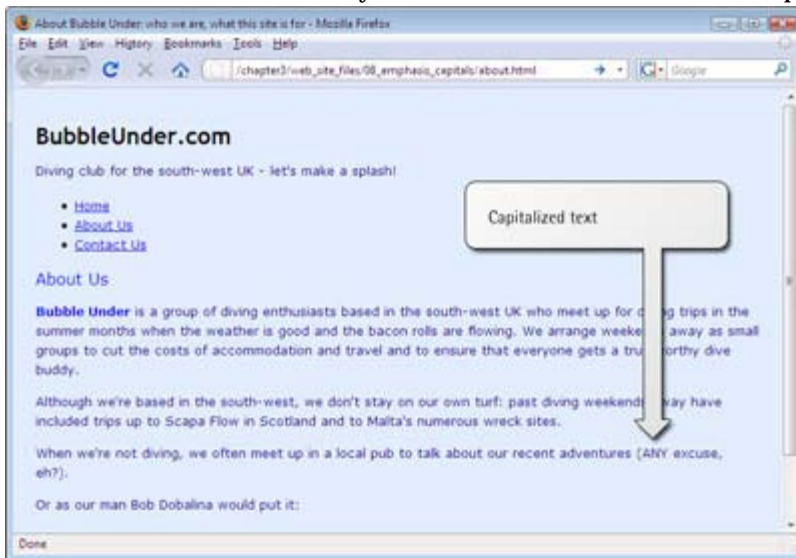 About Bubble Under: who we are, what this site is for - Mozilla Firefox
File Edit View History Bookmarks Tools Help
/chapter3/web_site_files/08_emphasis_capitals/about.html
Google
BubbleUnder.com
Diving club for the south-west UK - let's make a splash!
Home
About Us
Contact Us
Capitalized text
About Us
Bubble Under is a group of diving enthusiasts based in the south-west UK who meet up for trips in the
summer months when the weather is good and the bacon rolls are flowing. We arrange away as small
groups to cut the costs of accommodation and travel and to ensure that everyone gets a dive
buddy.
Although we're based in the south-west, we don't stay on our own turf: past diving have
included trips up to Scapa Flow in Scotland and to Malta's numerous wreck sites.
When we're not diving, we often meet up in a local pub to talk about our recent adventures (ANY excuse,
eh?).
Or as our man Bob Dobalina would put it:
Done